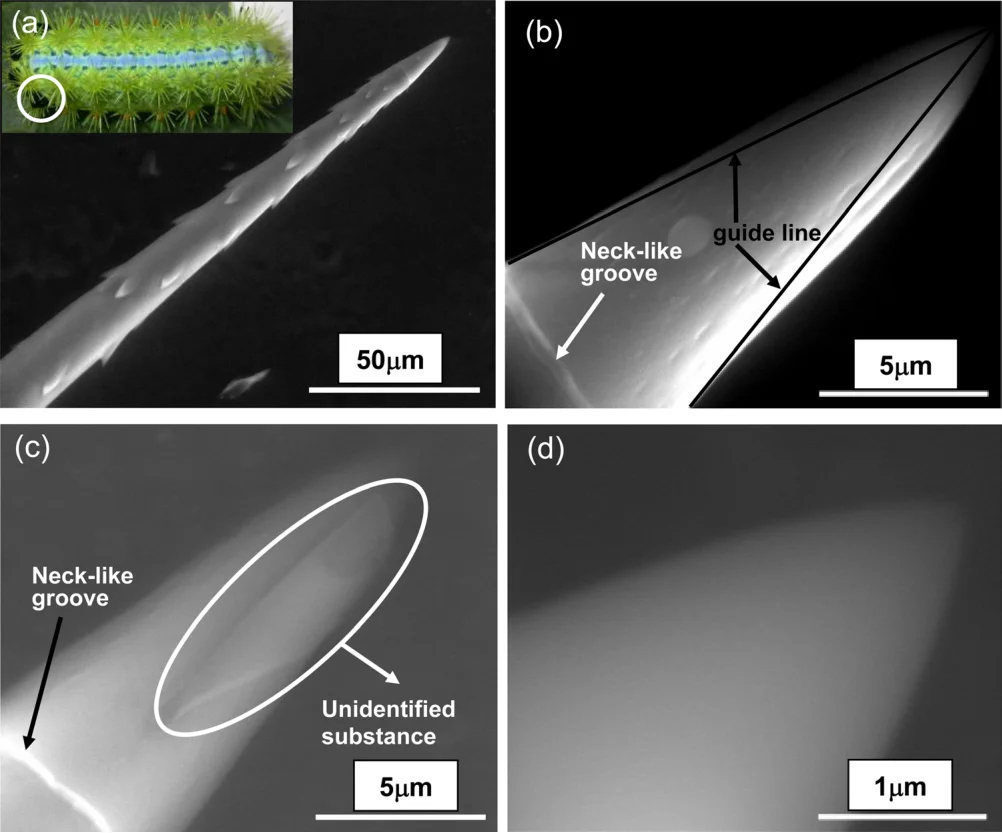 (a)
50μm
(b)
guide line
Neck-like
groove
5μm
(c)
Neck-like
groove
Unidentified
substance
5μm
(d)
1μm